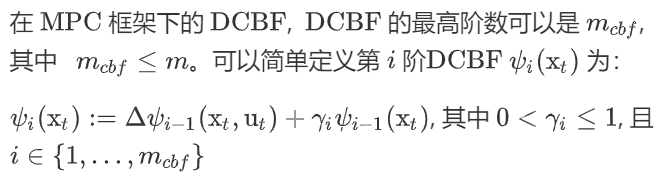 在 MPC 框架下的 DCBF, DCBF 的最高阶数可以是 $m_{cbf}$,
其中 $m_{cbf} \leq m$。可以简单定义第 $i$ 阶DCBF $\psi_i(\mathrm{x}_t)$ 为：
$\psi_i(\mathrm{x}_t) := \Delta\psi_{i-1}(\mathrm{x}_t, \mathrm{u}_t) + \gamma_i\psi_{i-1}(\mathrm{x}_t)$, 其中 $0 < \gamma_i \leq 1$, 且
$i \in \{1, \ldots, m_{cbf}\}$